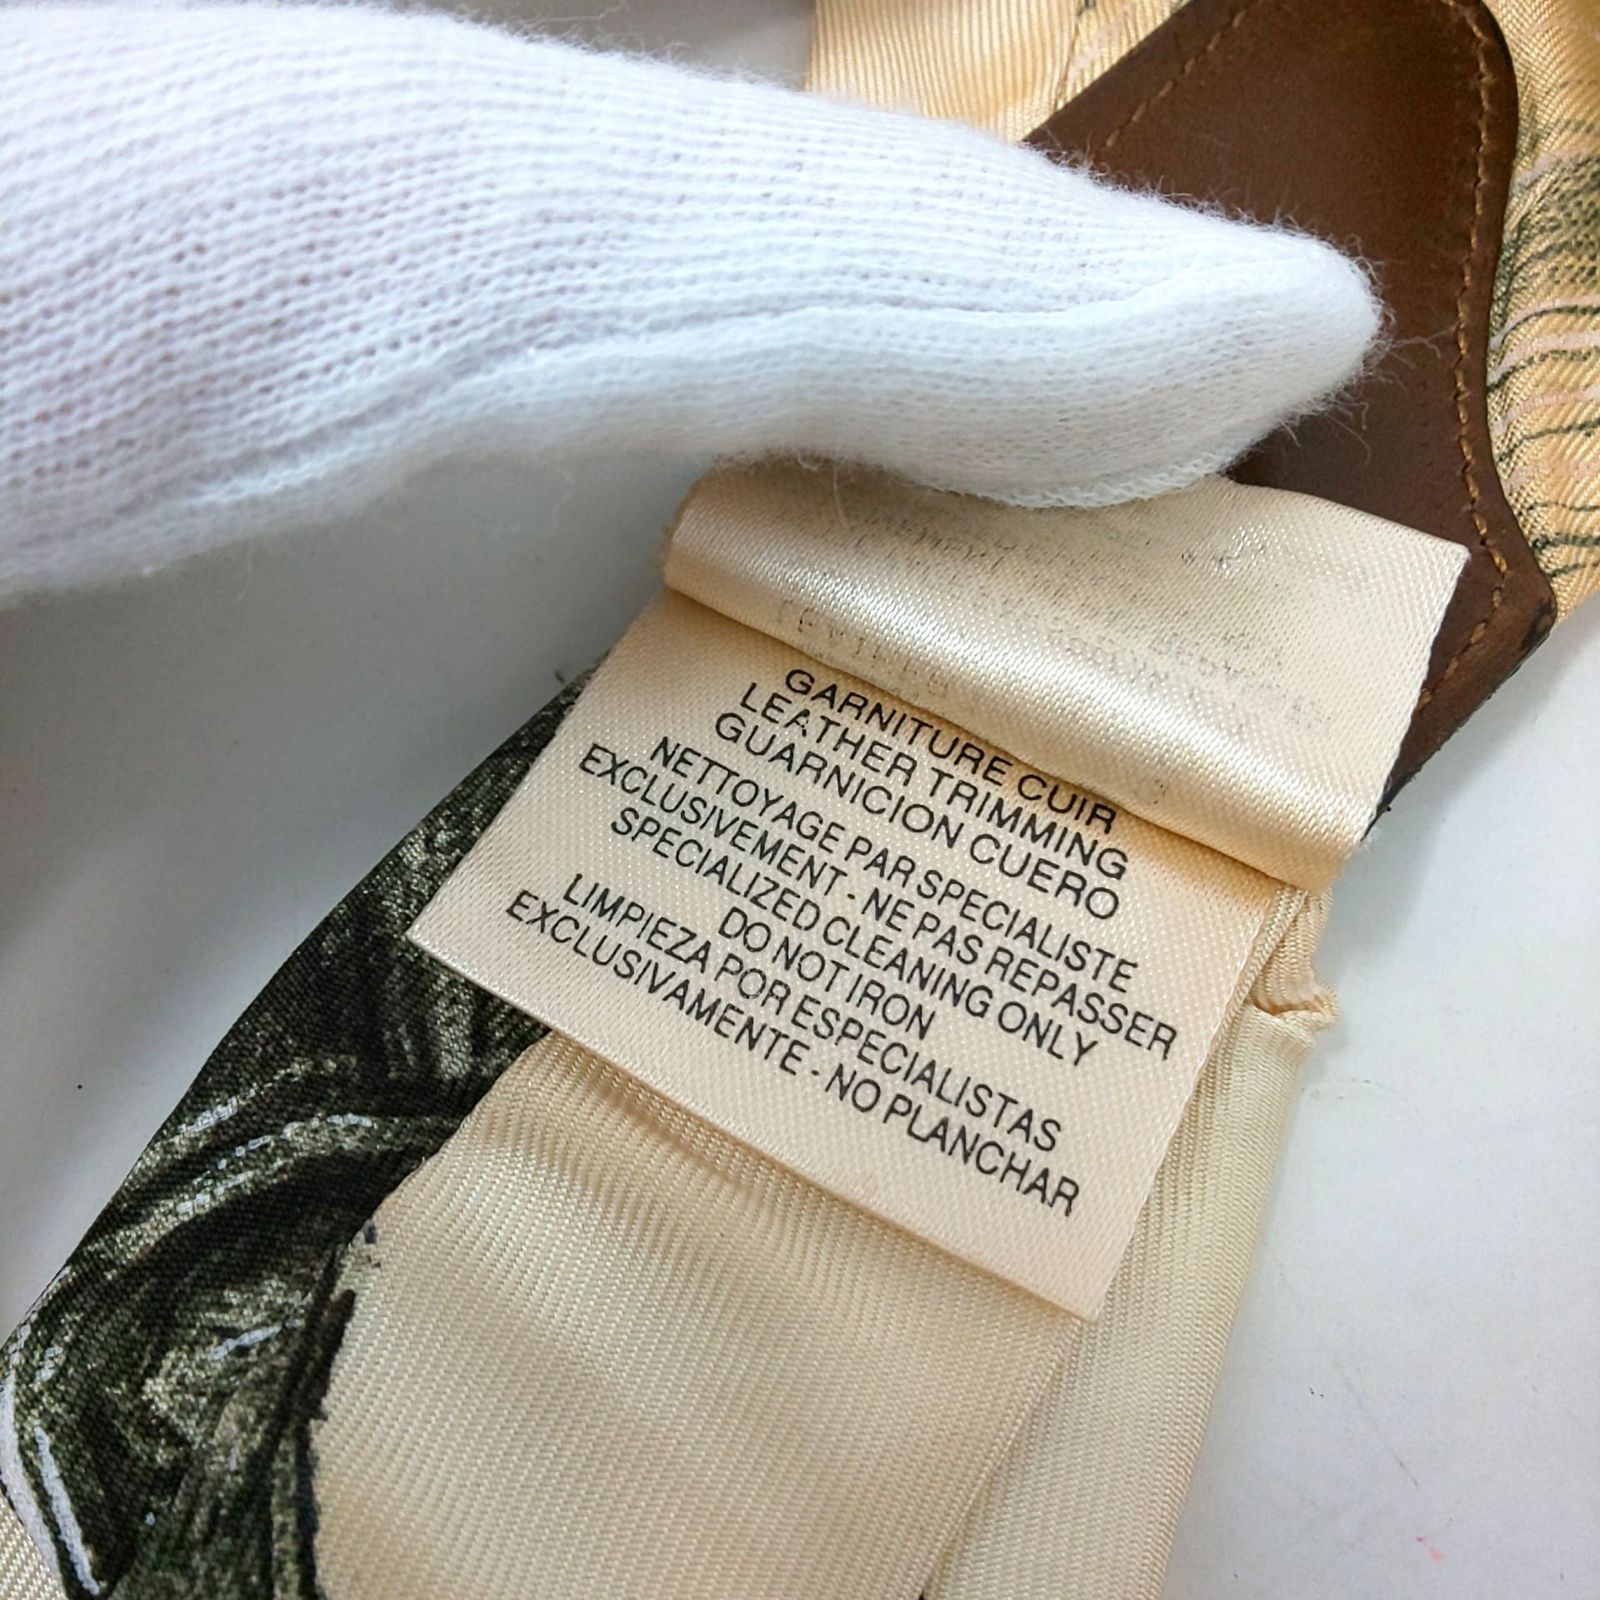 GARNITURE CUIR
LEATHER TRIMMING
GUARNICION CUERO
NETTOYAGE PAR SPECIALISTE
EXCLUSIVEMENT - NE PAS REPASSER
SPECIALIZED CLEANING ONLY
DO NOT IRON
LIMPIEZA POR ESPECIALISTAS
EXCLUSIVAMENTE - NO PLANCHAR